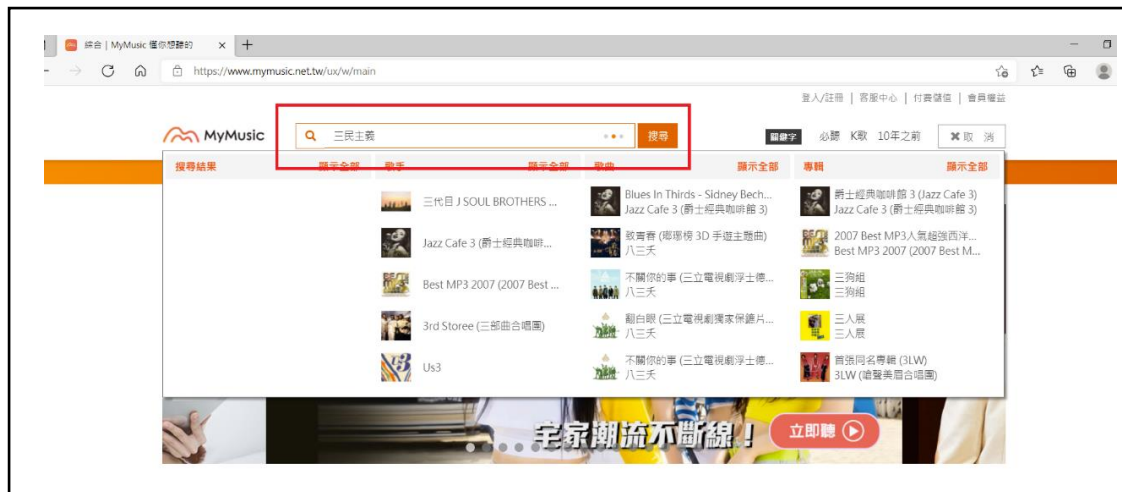 綜合 | MyMusic 懂你想聽的
https://www.mymusic.net.tw/ux/w/main
登入/註冊 | 客服中心 | 付費儲值 | 會員權益
MyMusic
三民主義
搜尋
關鍵字 必聽 K歌 10年之前
取 消
搜尋結果 顯示全部
歌手 顯示全部
三代目 J SOUL BROTHERS ...
Jazz Cafe 3 (爵士經典咖啡...
Best MP3 2007 (2007 Best ...
3rd Storee (三部曲合唱團)
Us3
歌曲 顯示全部
Blues In Thirds - Sidney Bech...
Jazz Cafe 3 (爵士經典咖啡館 3)
致青春 (瑯琊榜 3D 手遊主題曲)
八三夭
不關你的事 (三立電視劇浮士德...
八三夭
翻白眼 (三立電視劇獨家保鑣片...
八三夭
不關你的事 (三立電視劇浮士德...
八三夭
專輯 顯示全部
爵士經典咖啡館 3 (Jazz Cafe 3)
Jazz Cafe 3 (爵士經典咖啡館 3)
2007 Best MP3人氣超強西洋...
Best MP3 2007 (2007 Best M...
三狗組
三狗組
三人展
三人展
首張同名專輯 (3LW)
3LW (嗆聲美眉合唱團)
宅家潮流不斷線！
立即聽